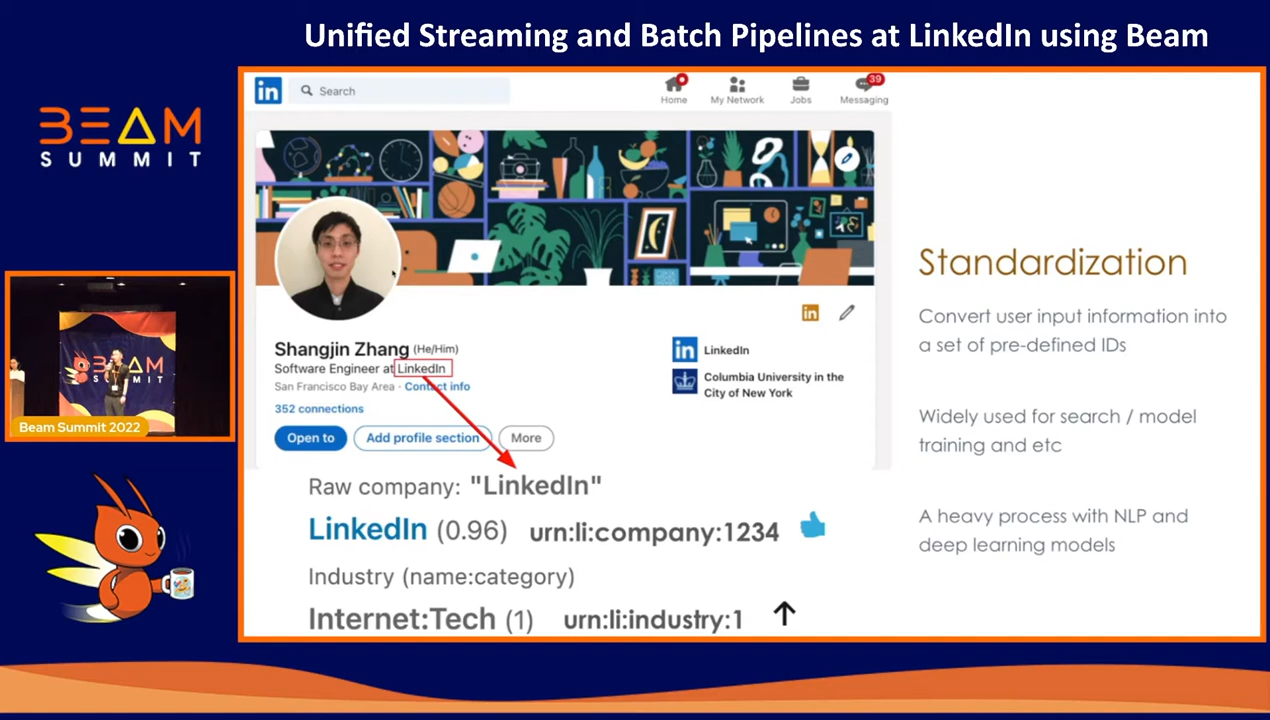 Unified Streaming and Batch Pipelines at LinkedIn using Beam
BEAM
SUMMIT
in
Search
Home
My Network
Jobs
39
Messaging
Shangjin Zhang (He/Him)
Software Engineer at LinkedIn
San Francisco Bay Area · Contact info
352 connections
Open to
Add profile section
More
in
in
LinkedIn
Columbia University in the
City of New York
Raw company: "LinkedIn"
LinkedIn (0.96) urn:li:company:1234
Industry (name:category)
Internet:Tech (1) urn:li:industry:1
Standardization
Convert user input information into
a set of pre-defined IDs
Widely used for search / model
training and etc
A heavy process with NLP and
deep learning models
BEAM
SUMMIT
Beam Summit 2022